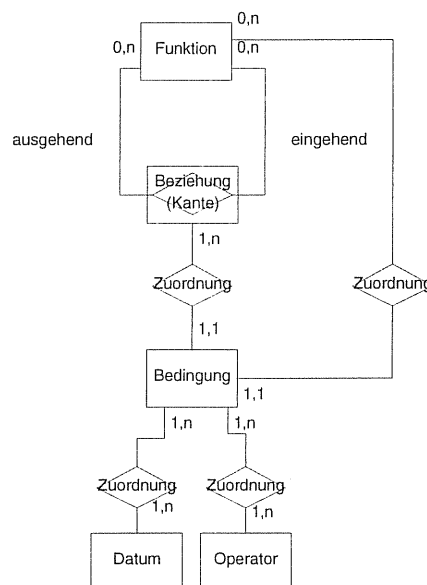 0,n
0,n Funktion 0,n
ausgehend eingehend
Beziehung
(Kante)
1,n
Zuordnung Zuordnung
1,1
Bedingung
1,1
1,n 1,n
Zuordnung Zuordnung
1,n 1,n
Datum Operator